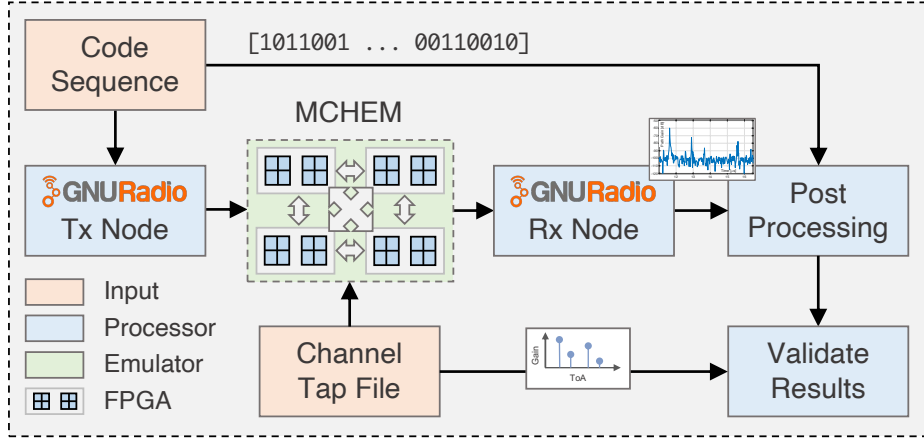 Code
Sequence
[1011001 ... 00110010]
MCHEM
GNURadio
Tx Node
GNURadio
Rx Node
Post
Processing
Input
Processor
Emulator
FPGA
Channel
Tap File
Gain
ToA
Validate
Results